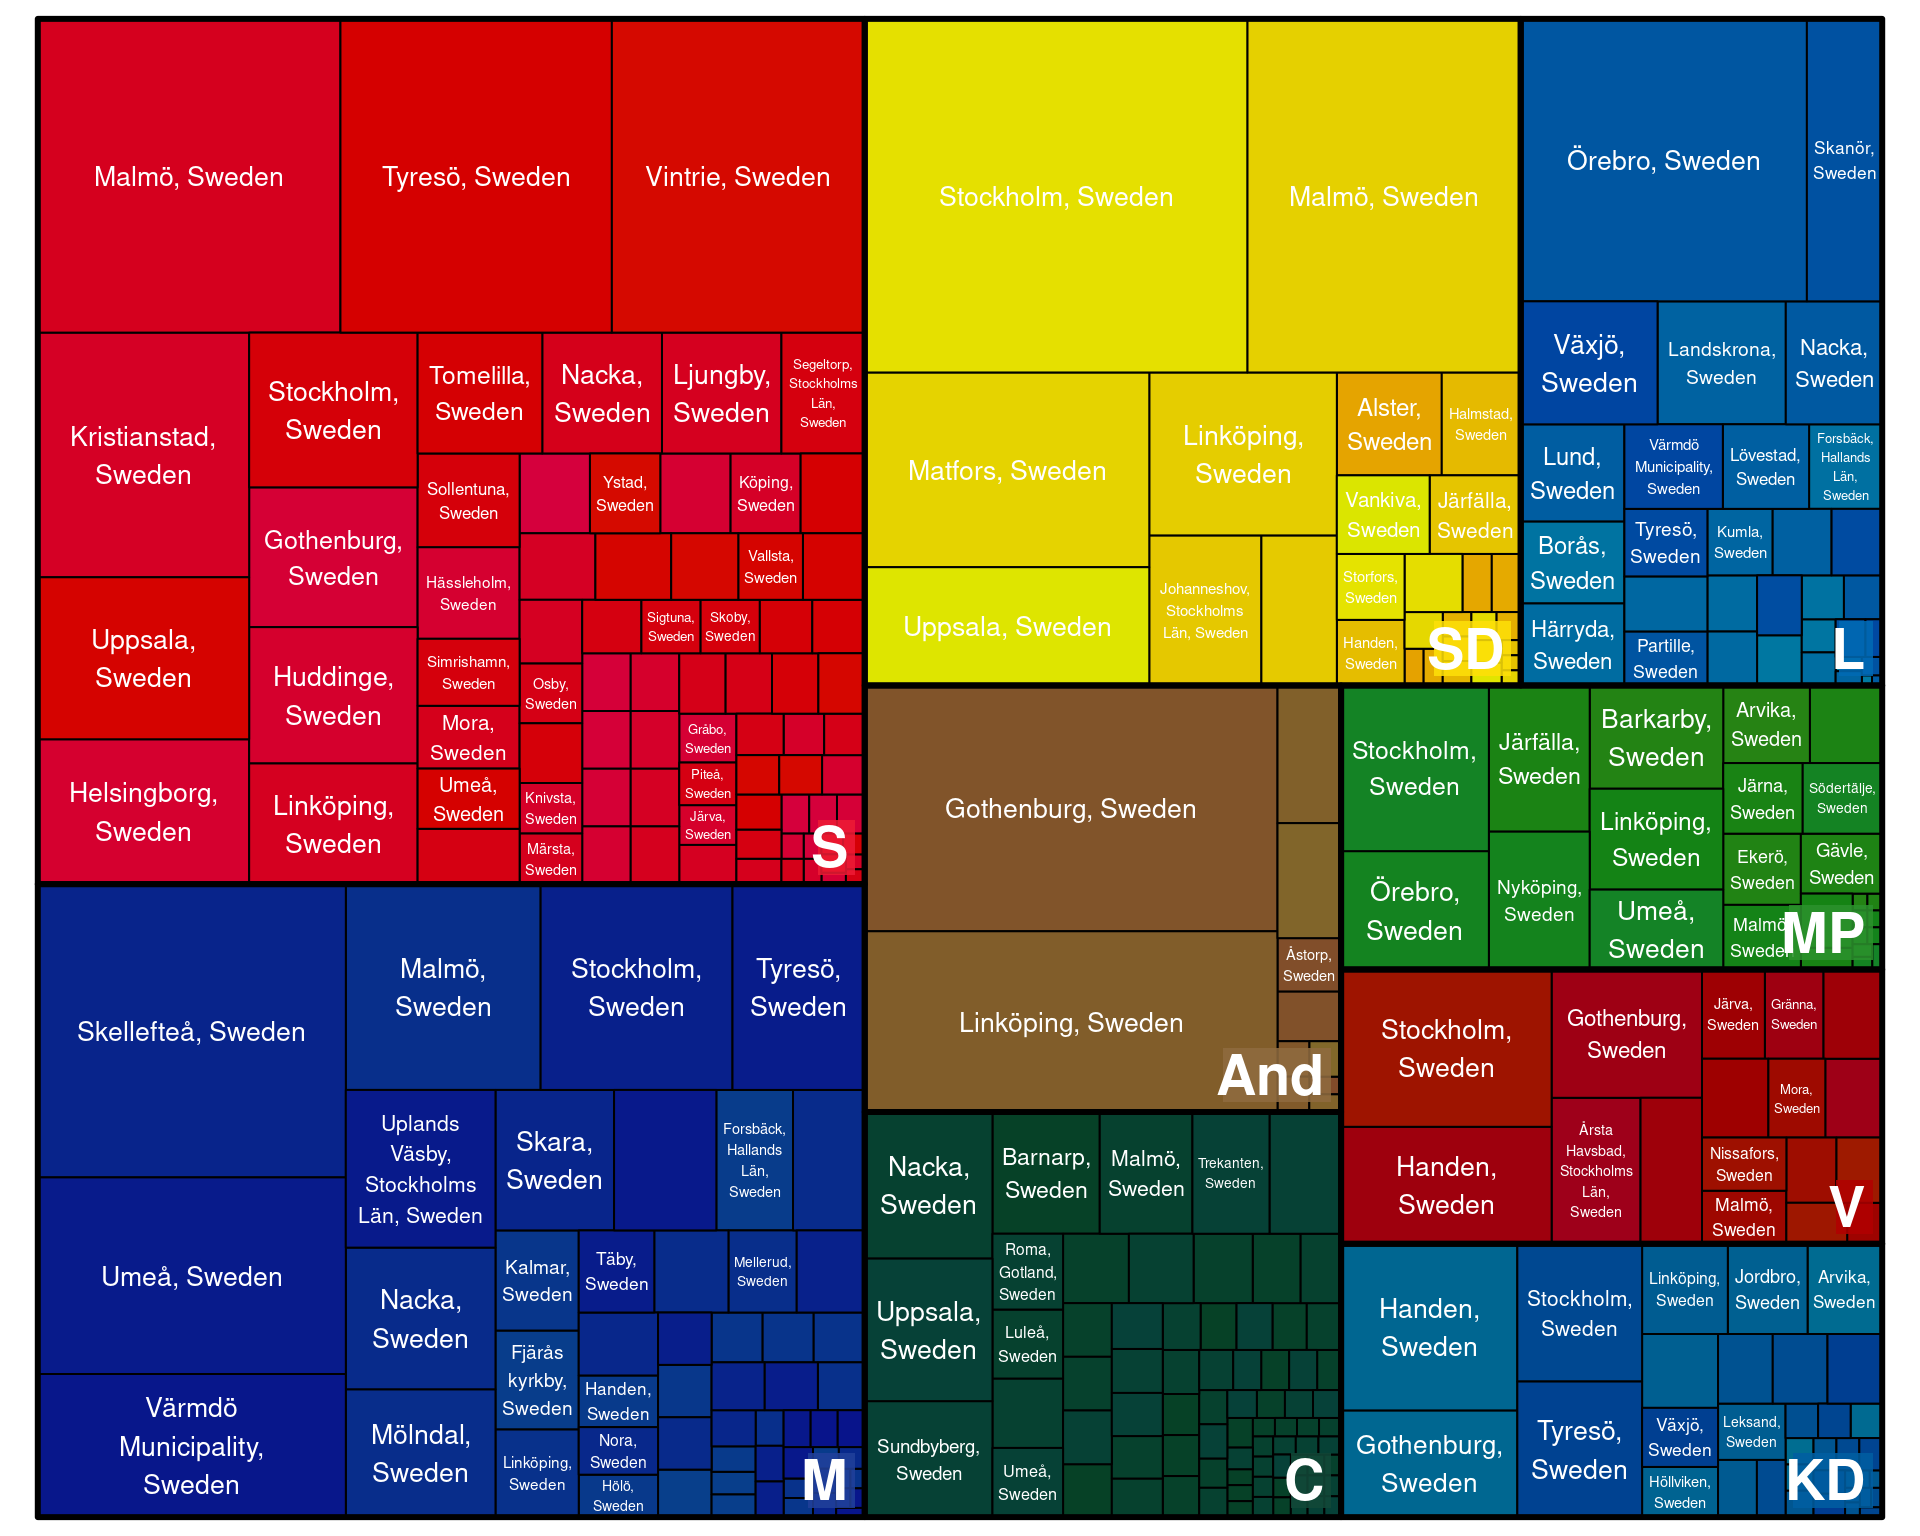 Malmö, Sweden
Tyresö, Sweden
Vintrie, Sweden
Kristianstad,
Sweden
Uppsala,
Sweden
Helsingborg,
Sweden
Stockholm,
Sweden
Gothenburg,
Sweden
Huddinge,
Sweden
Linköping,
Sweden
Tomelilla,
Sweden
Nacka,
Sweden
Ljungby,
Sweden
Segeltorp,
Stockholms
Län,
Sweden
Sollentuna,
Sweden
Hässleholm,
Sweden
Simrishamn,
Sweden
Mora,
Sweden
Umeå,
Sweden
Ystad,
Sweden
Köping,
Sweden
Vallsta,
Sweden
Sigtuna,
Sweden
Skoby,
Sweden
Osby,
Sweden
Knivsta,
Sweden
Märsta,
Sweden
Gråbo,
Sweden
Piteå,
Sweden
Järva,
Sweden
S
Skellefteå, Sweden
Umeå, Sweden
Värmdö
Municipality,
Sweden
Malmö,
Sweden
Stockholm,
Sweden
Tyresö,
Sweden
Uplands
Väsby,
Stockholms
Län, Sweden
Nacka,
Sweden
Mölndal,
Sweden
Skara,
Sweden
Forsbäck,
Hallands
Län,
Sweden
Kalmar,
Sweden
Fjärås
kyrkby,
Sweden
Linköping,
Sweden
Täby,
Sweden
Mellerud,
Sweden
Handen,
Sweden
Nora,
Sweden
Hölö,
Sweden
M
Stockholm, Sweden
Malmö, Sweden
Matfors, Sweden
Uppsala, Sweden
Linköping,
Sweden
Johanneshov,
Stockholms
Län, Sweden
Alster,
Sweden
Halmstad,
Sweden
Vankiva,
Sweden
Järfälla,
Sweden
Storfors,
Sweden
Handen,
Sweden
SD
Gothenburg, Sweden
Linköping, Sweden
Åstorp,
Sweden
And
Nacka,
Sweden
Uppsala,
Sweden
Sundbyberg,
Sweden
Barnarp,
Sweden
Malmö,
Sweden
Trekanten,
Sweden
Roma,
Gotland,
Sweden
Luleå,
Sweden
Umeå,
Sweden
C
Örebro, Sweden
Skanör,
Sweden
Växjö,
Sweden
Landskrona,
Sweden
Nacka,
Sweden
Lund,
Sweden
Borås,
Sweden
Härryda,
Sweden
Värmdö
Municipality,
Sweden
Lövestad,
Sweden
Forsbäck,
Hallands
Län,
Sweden
Tyresö,
Sweden
Kumla,
Sweden
Partille,
Sweden
L
Stockholm,
Sweden
Örebro,
Sweden
Järfälla,
Sweden
Nyköping,
Sweden
Barkarby,
Sweden
Linköping,
Sweden
Umeå,
Sweden
Arvika,
Sweden
Järna,
Sweden
Södertälje,
Sweden
Ekerö,
Sweden
Gävle,
Sweden
Malmö,
Sweden
MP
Stockholm,
Sweden
Handen,
Sweden
Gothenburg,
Sweden
Årsta
Havsbad,
Stockholms
Län,
Sweden
Järva,
Sweden
Gränna,
Sweden
Mora,
Sweden
Nissafors,
Sweden
Malmö,
Sweden
V
Handen,
Sweden
Gothenburg,
Sweden
Stockholm,
Sweden
Tyresö,
Sweden
Linköping,
Sweden
Jordbro,
Sweden
Arvika,
Sweden
Växjö,
Sweden
Höllviken,
Sweden
Leksand,
Sweden
KD